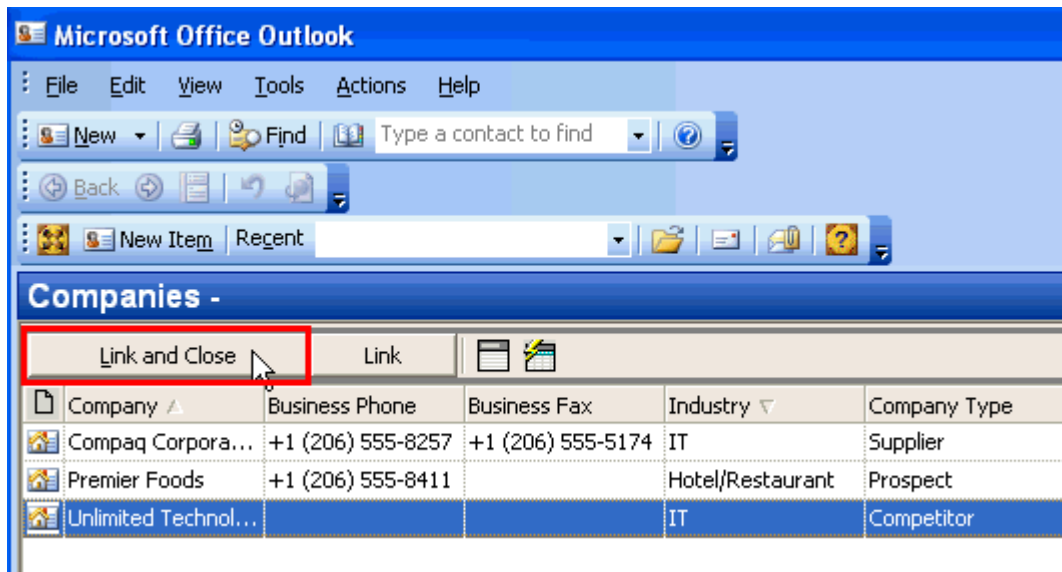 Microsoft Office Outlook
File Edit View Tools Actions Help
New Find Type a contact to find
Back
New Item Recent
Companies -
Link and Close Link
Company Business Phone Business Fax Industry Company Type
Compaq Corpora... +1 (206) 555-8257 +1 (206) 555-5174 IT Supplier
Premier Foods +1 (206) 555-8411 Hotel/Restaurant Prospect
Unlimited Technol... IT Competitor